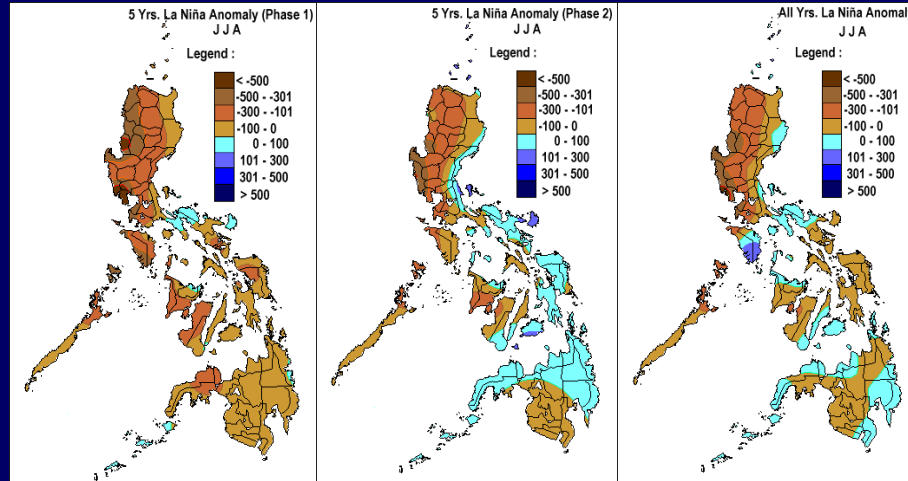 5 Yrs. La Niña Anomaly (Phase 1)
J J A
Legend :
< -500
-500 - -301
-300 - -101
-100 - 0
0 - 100
101 - 300
301 - 500
> 500
5 Yrs. La Niña Anomaly (Phase 2)
J J A
Legend :
< -500
-500 - -301
-300 - -101
-100 - 0
0 - 100
101 - 300
301 - 500
> 500
All Yrs. La Niña Anomal
J J A
Legend :
< -500
-500 - -301
-300 - -101
-100 - 0
0 - 100
101 - 300
301 - 500
> 500